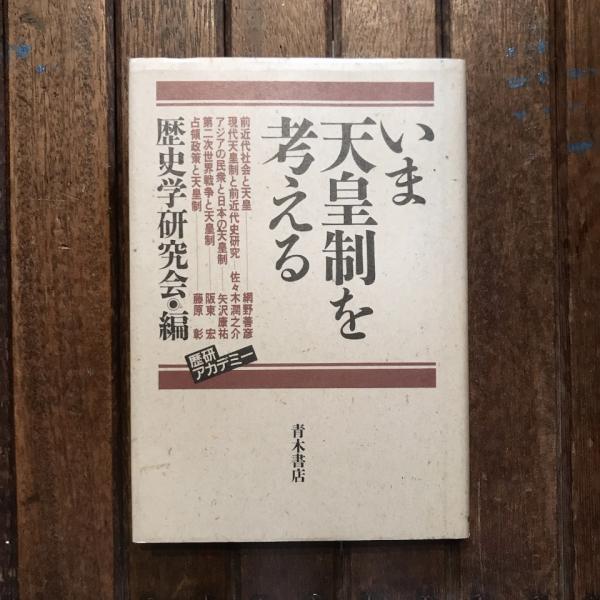 いま
天皇制を
考える
前近代社会と天皇――網野善彦
現代天皇制と前近代史研究――佐々木潤之介
アジアの民衆と日本の天皇制――矢沢康祐
第二次世界戦争と天皇制――阪東 宏
占領政策と天皇制――藤原 彰
歴史学研究会・編
歴研
アカデミー
青木書店